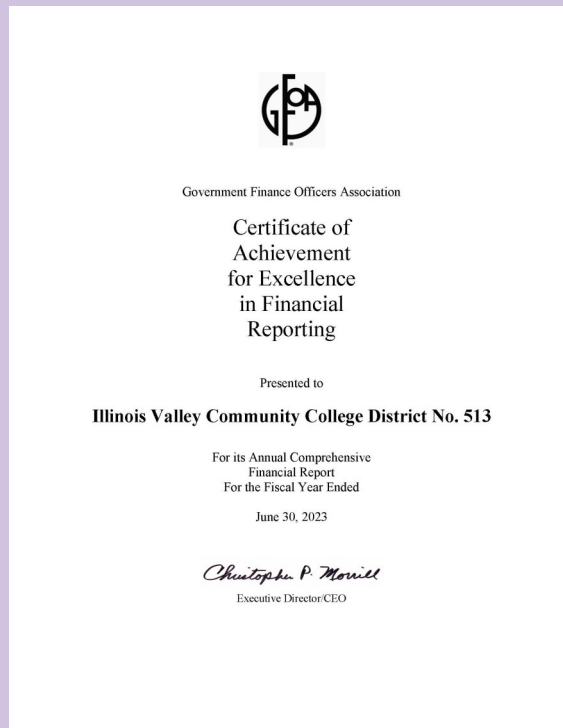 GFOA
Government Finance Officers Association
Certificate of
Achievement
for Excellence
in Financial
Reporting
Presented to
Illinois Valley Community College District No. 513
For its Annual Comprehensive
Financial Report
For the Fiscal Year Ended
June 30, 2023
Christopher P. Morrill
Executive Director/CEO